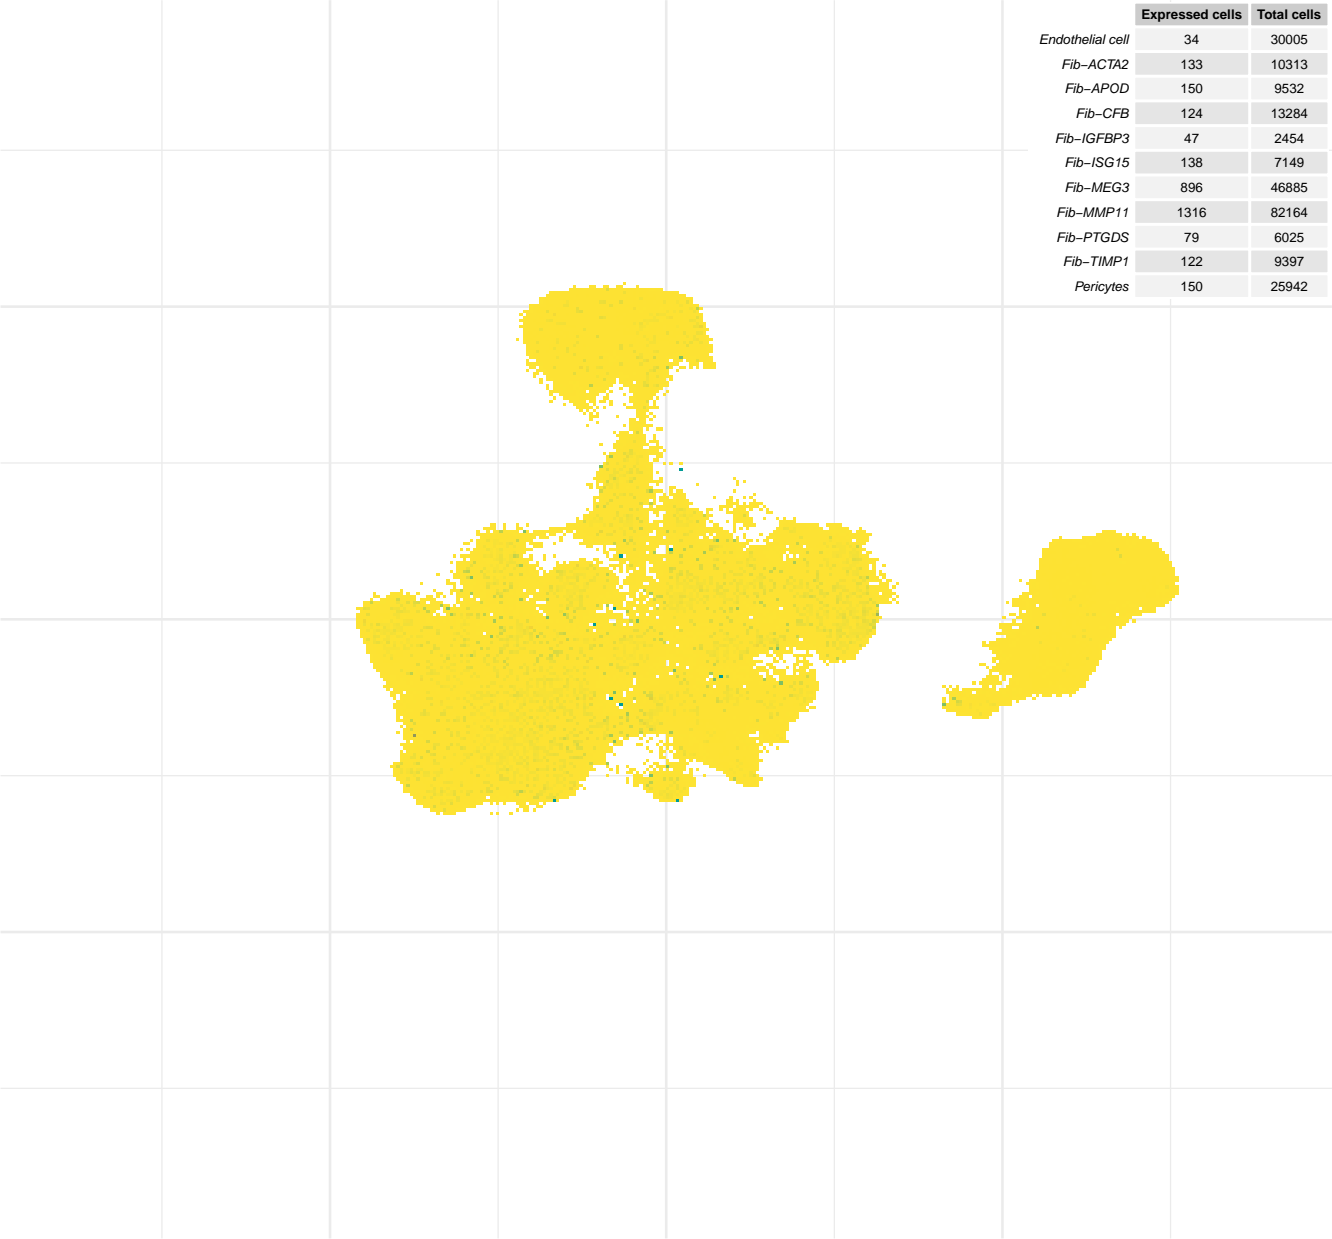 Expressed cells Total cells
Endothelial cell 34 30005
Fib−ACTA2 133 10313
Fib−APOD 150 9532
Fib−CFB 124 13284
Fib−IGFBP3 47 2454
Fib−ISG15 138 7149
Fib−MEG3 896 46885
Fib−MMP11 1316 82164
Fib−PTGDS 79 6025
Fib−TIMP1 122 9397
Pericytes 150 25942